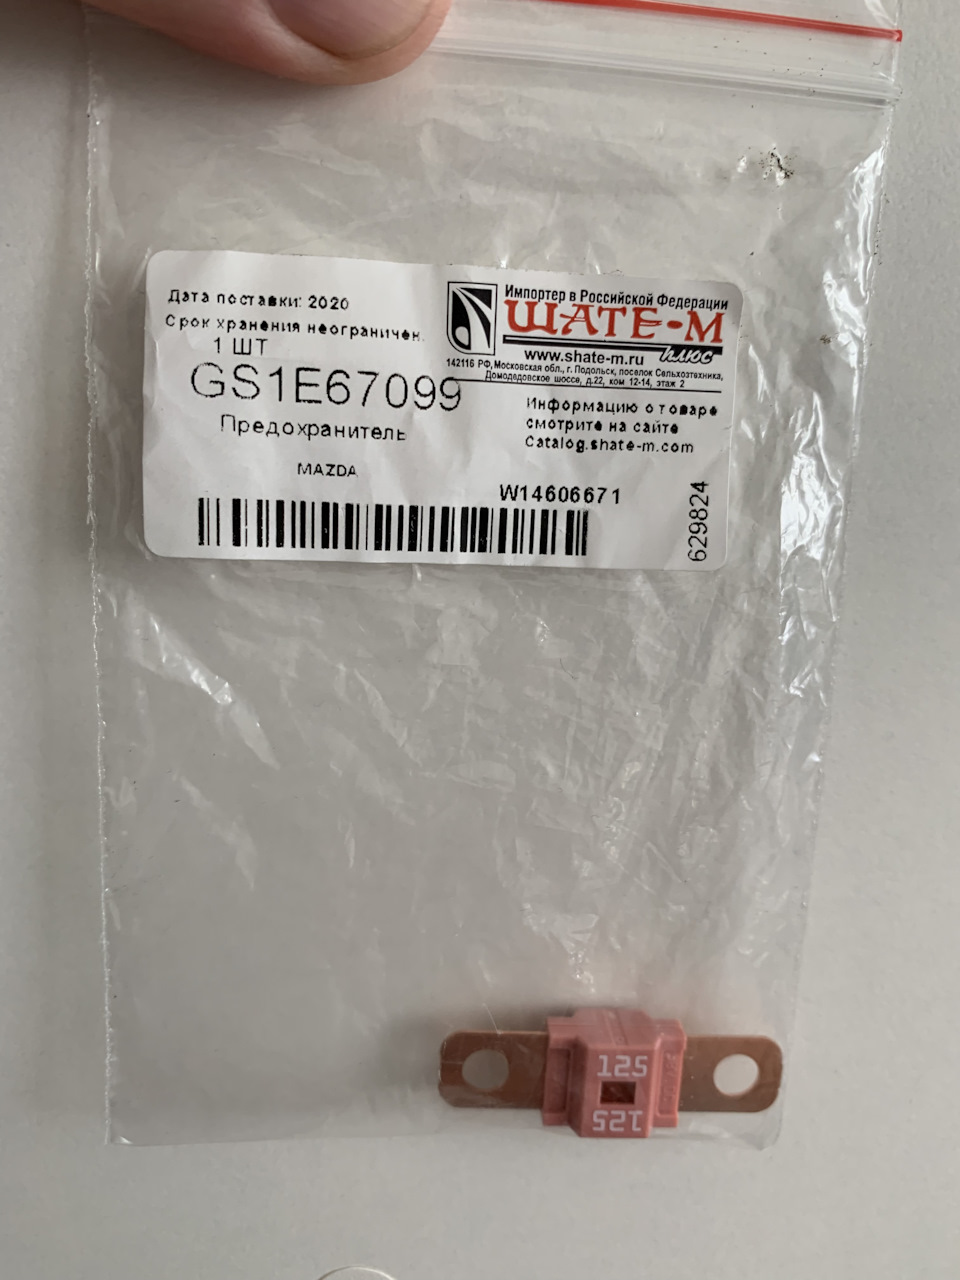 Дата поставки: 2020
Срок хранения неограничен.
1 ШТ
GS1E67099
Предохранитель
MAZDA
Импортер в Российской Федерации
ШАТЕ-М
плюс
www.shate-m.ru
142116 РФ, Московская обл., г. Подольск, поселок Сельхозтехника,
Домодедовское шоссе, д.22, ком 12-14, этаж 2
Информацию о товаре
смотрите на сайте
Catalog.shate-m.com
W14606671
629824
125
125